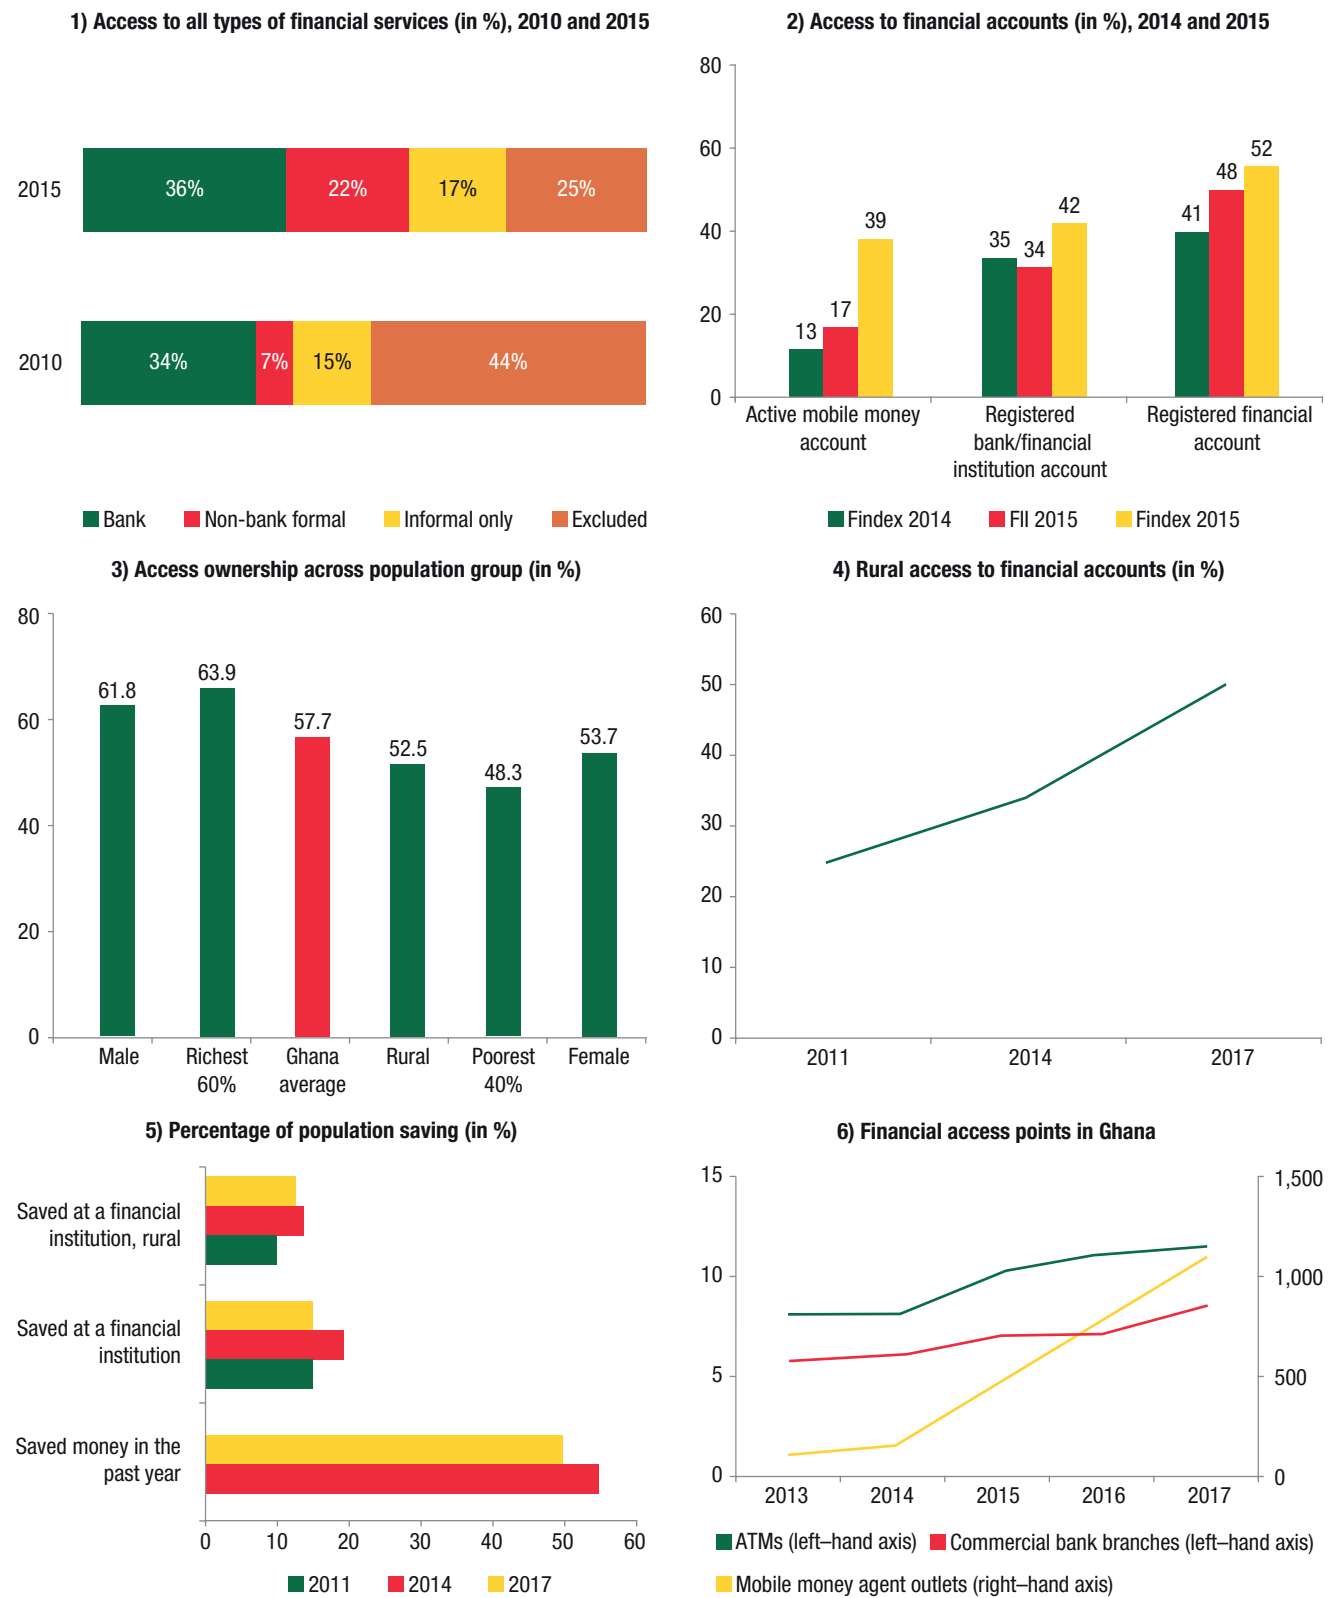 1) Access to all types of financial services (in %), 2010 and 2015
2015
36%
22%
17%
25%
2010
34%
7%
15%
44%
Bank
Non-bank formal
Informal only
Excluded
2) Access to financial accounts (in %), 2014 and 2015
80
60
40
20
0
13
17
39
35
34
42
41
48
52
Active mobile money
account
Registered
bank/financial
institution account
Registered financial
account
Findex 2014
FII 2015
Findex 2015
3) Access ownership across population group (in %)
80
60
40
20
0
61.8
63.9
57.7
52.5
48.3
53.7
Male
Richest
60%
Ghana
average
Rural
Poorest
40%
Female
4) Rural access to financial accounts (in %)
60
50
40
30
20
10
0
2011
2014
2017
5) Percentage of population saving (in %)
Saved at a financial
institution, rural
Saved at a financial
institution
Saved money in the
past year
0
10
20
30
40
50
60
2011
2014
2017
6) Financial access points in Ghana
15
10
5
0
1,500
1,000
500
0
2013
2014
2015
2016
2017
ATMs (left–hand axis)
Commercial bank branches (left–hand axis)
Mobile money agent outlets (right–hand axis)